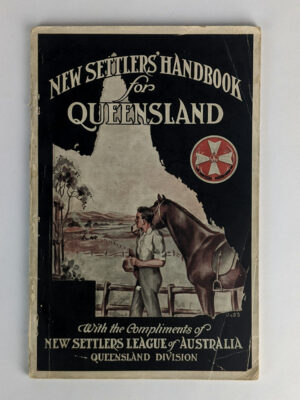 NEW SETTLERS' HANDBOOK
for
QUEENSLAND
With the Compliments of
NEW SETTLERS LEAGUE of AUSTRALIA
QUEENSLAND DIVISION